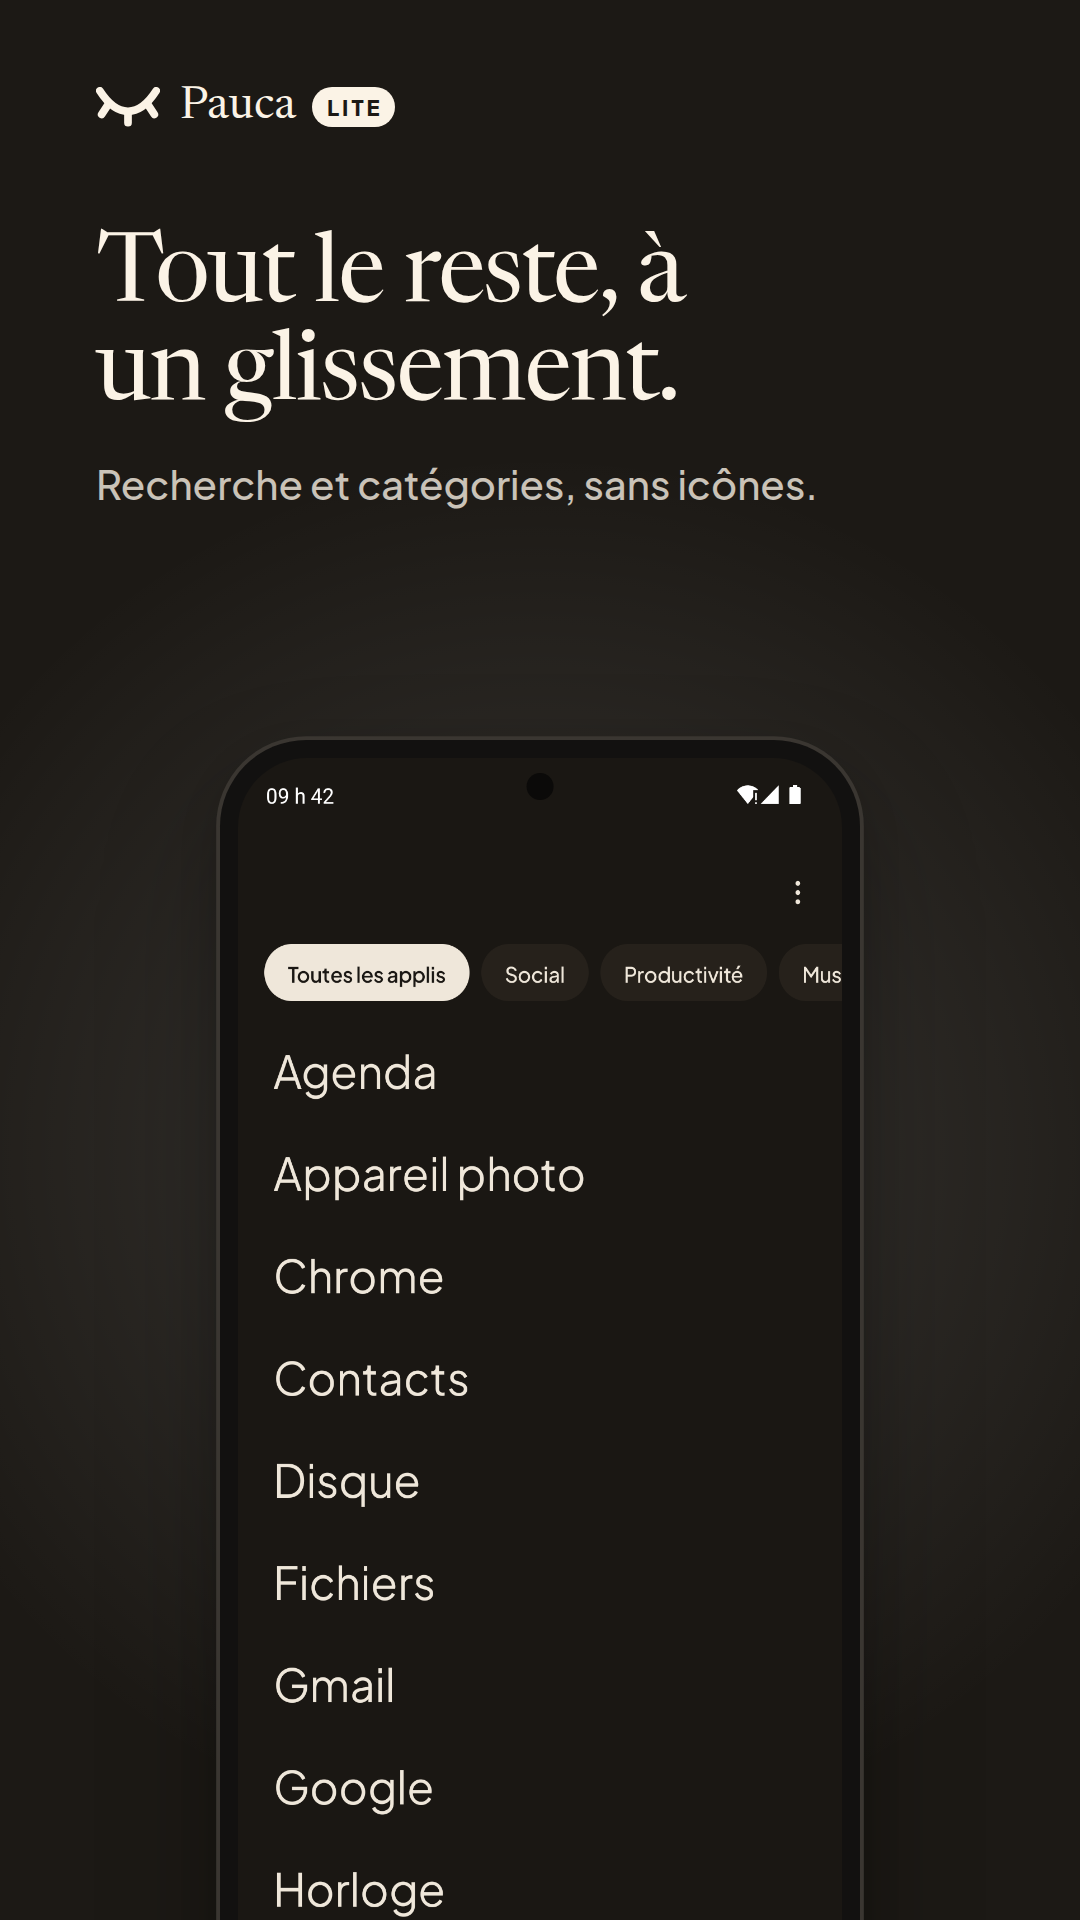 Pauca LITE
Tout le reste, à
un glissement.
Recherche et catégories, sans icônes.
09 h 42
Toutes les applis Social Productivité Mus
Agenda
Appareil photo
Chrome
Contacts
Disque
Fichiers
Gmail
Google
Horloge